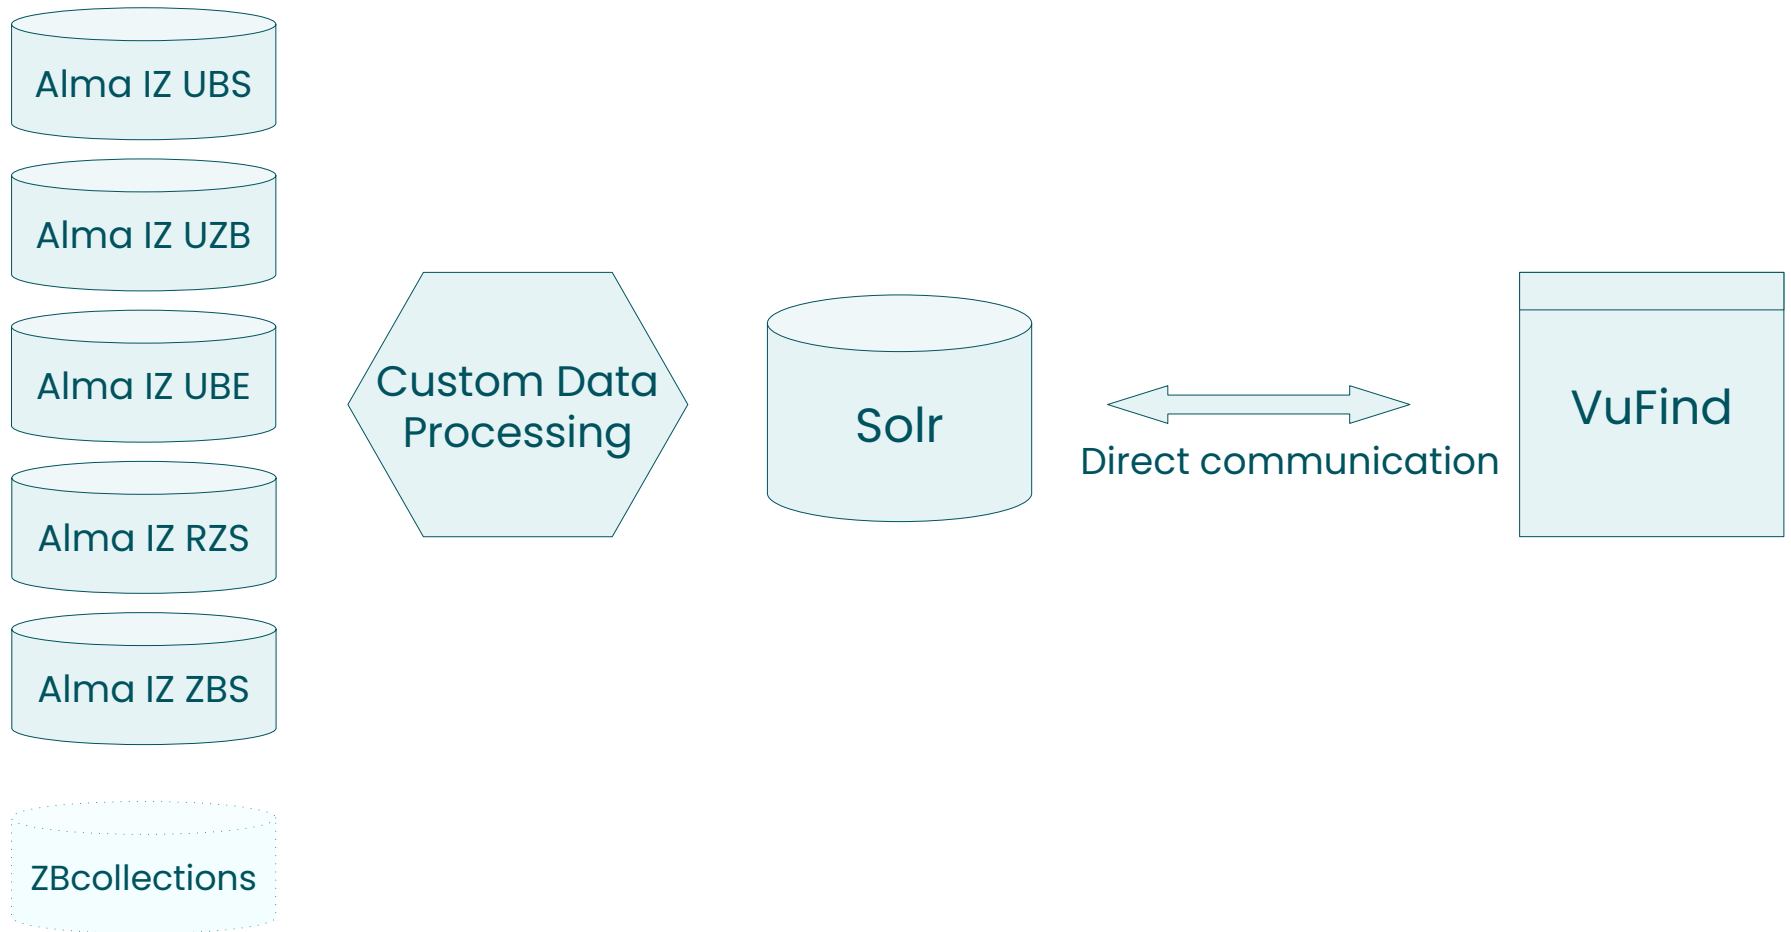 Alma IZ UBS
Alma IZ UZB
Alma IZ UBE
Alma IZ RZS
Alma IZ ZBS
ZBcollections
Custom Data
Processing
Solr
Direct communication
VuFind